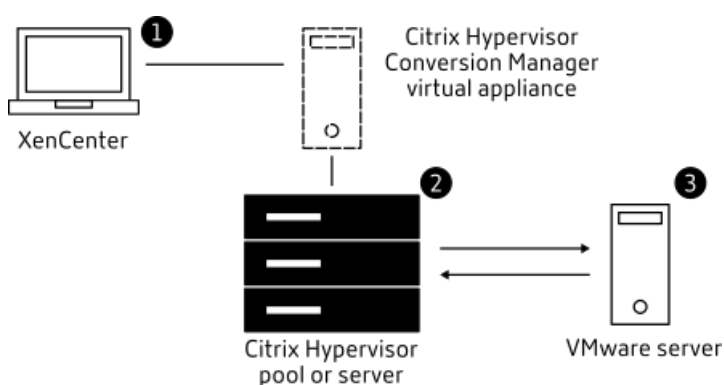 1
Citrix Hypervisor
Conversion Manager
virtual appliance
XenCenter
2
3
Citrix Hypervisor
pool or server
VMware server